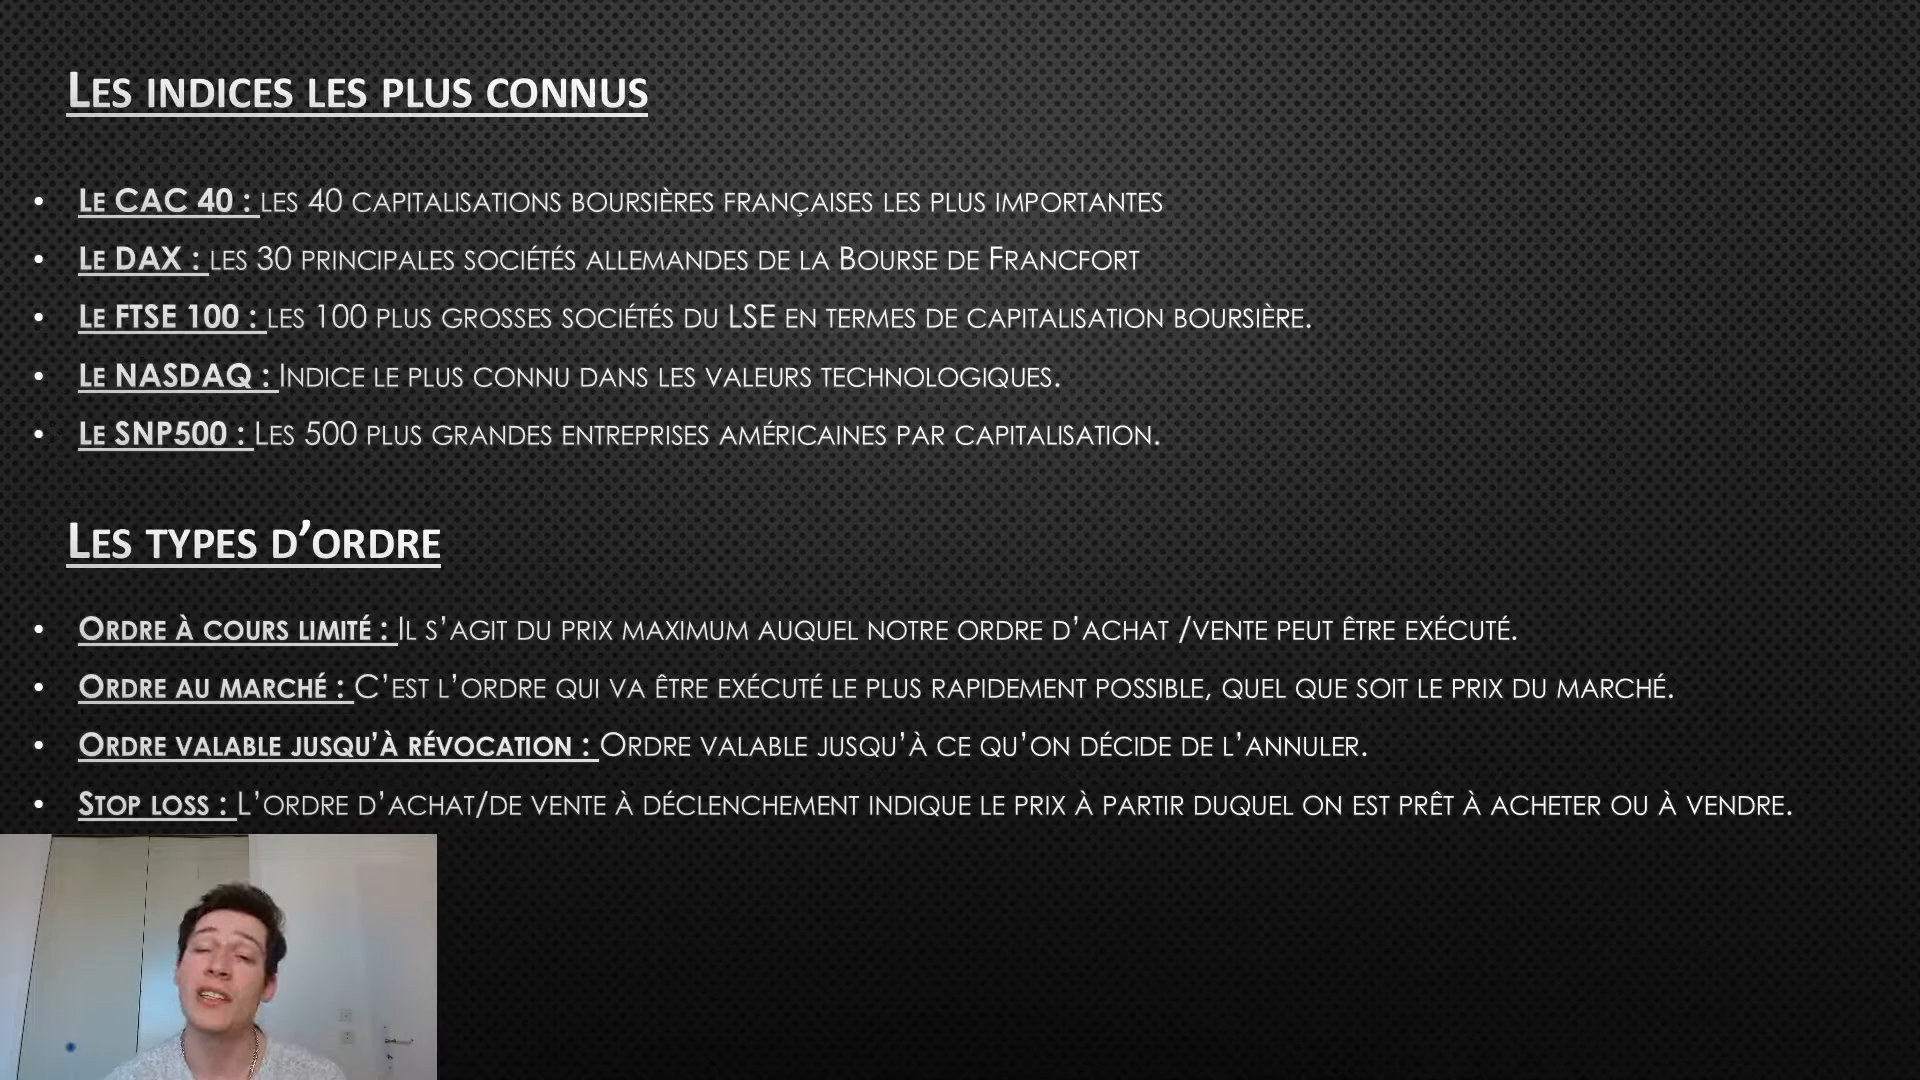 Les indices les plus connus
• Le CAC 40 : les 40 capitalisations boursières françaises les plus importantes
• Le DAX : les 30 principales sociétés allemandes de la Bourse de Francfort
• Le FTSE 100 : les 100 plus grosses sociétés du LSE en termes de capitalisation boursière.
• Le NASDAQ : Indice le plus connu dans les valeurs technologiques.
• Le SNP500 : Les 500 plus grandes entreprises américaines par capitalisation.
Les types d’ordre
• Ordre à cours limité : Il s’agit du prix maximum auquel notre ordre d’achat /vente peut être exécuté.
• Ordre au marché : C’est l’ordre qui va être exécuté le plus rapidement possible, quel que soit le prix du marché.
• Ordre valable jusqu’à révocation : Ordre valable jusqu’à ce qu’on décide de l’annuler.
• Stop loss : L’ordre d’achat/de vente à déclenchement indique le prix à partir duquel on est prêt à acheter ou à vendre.